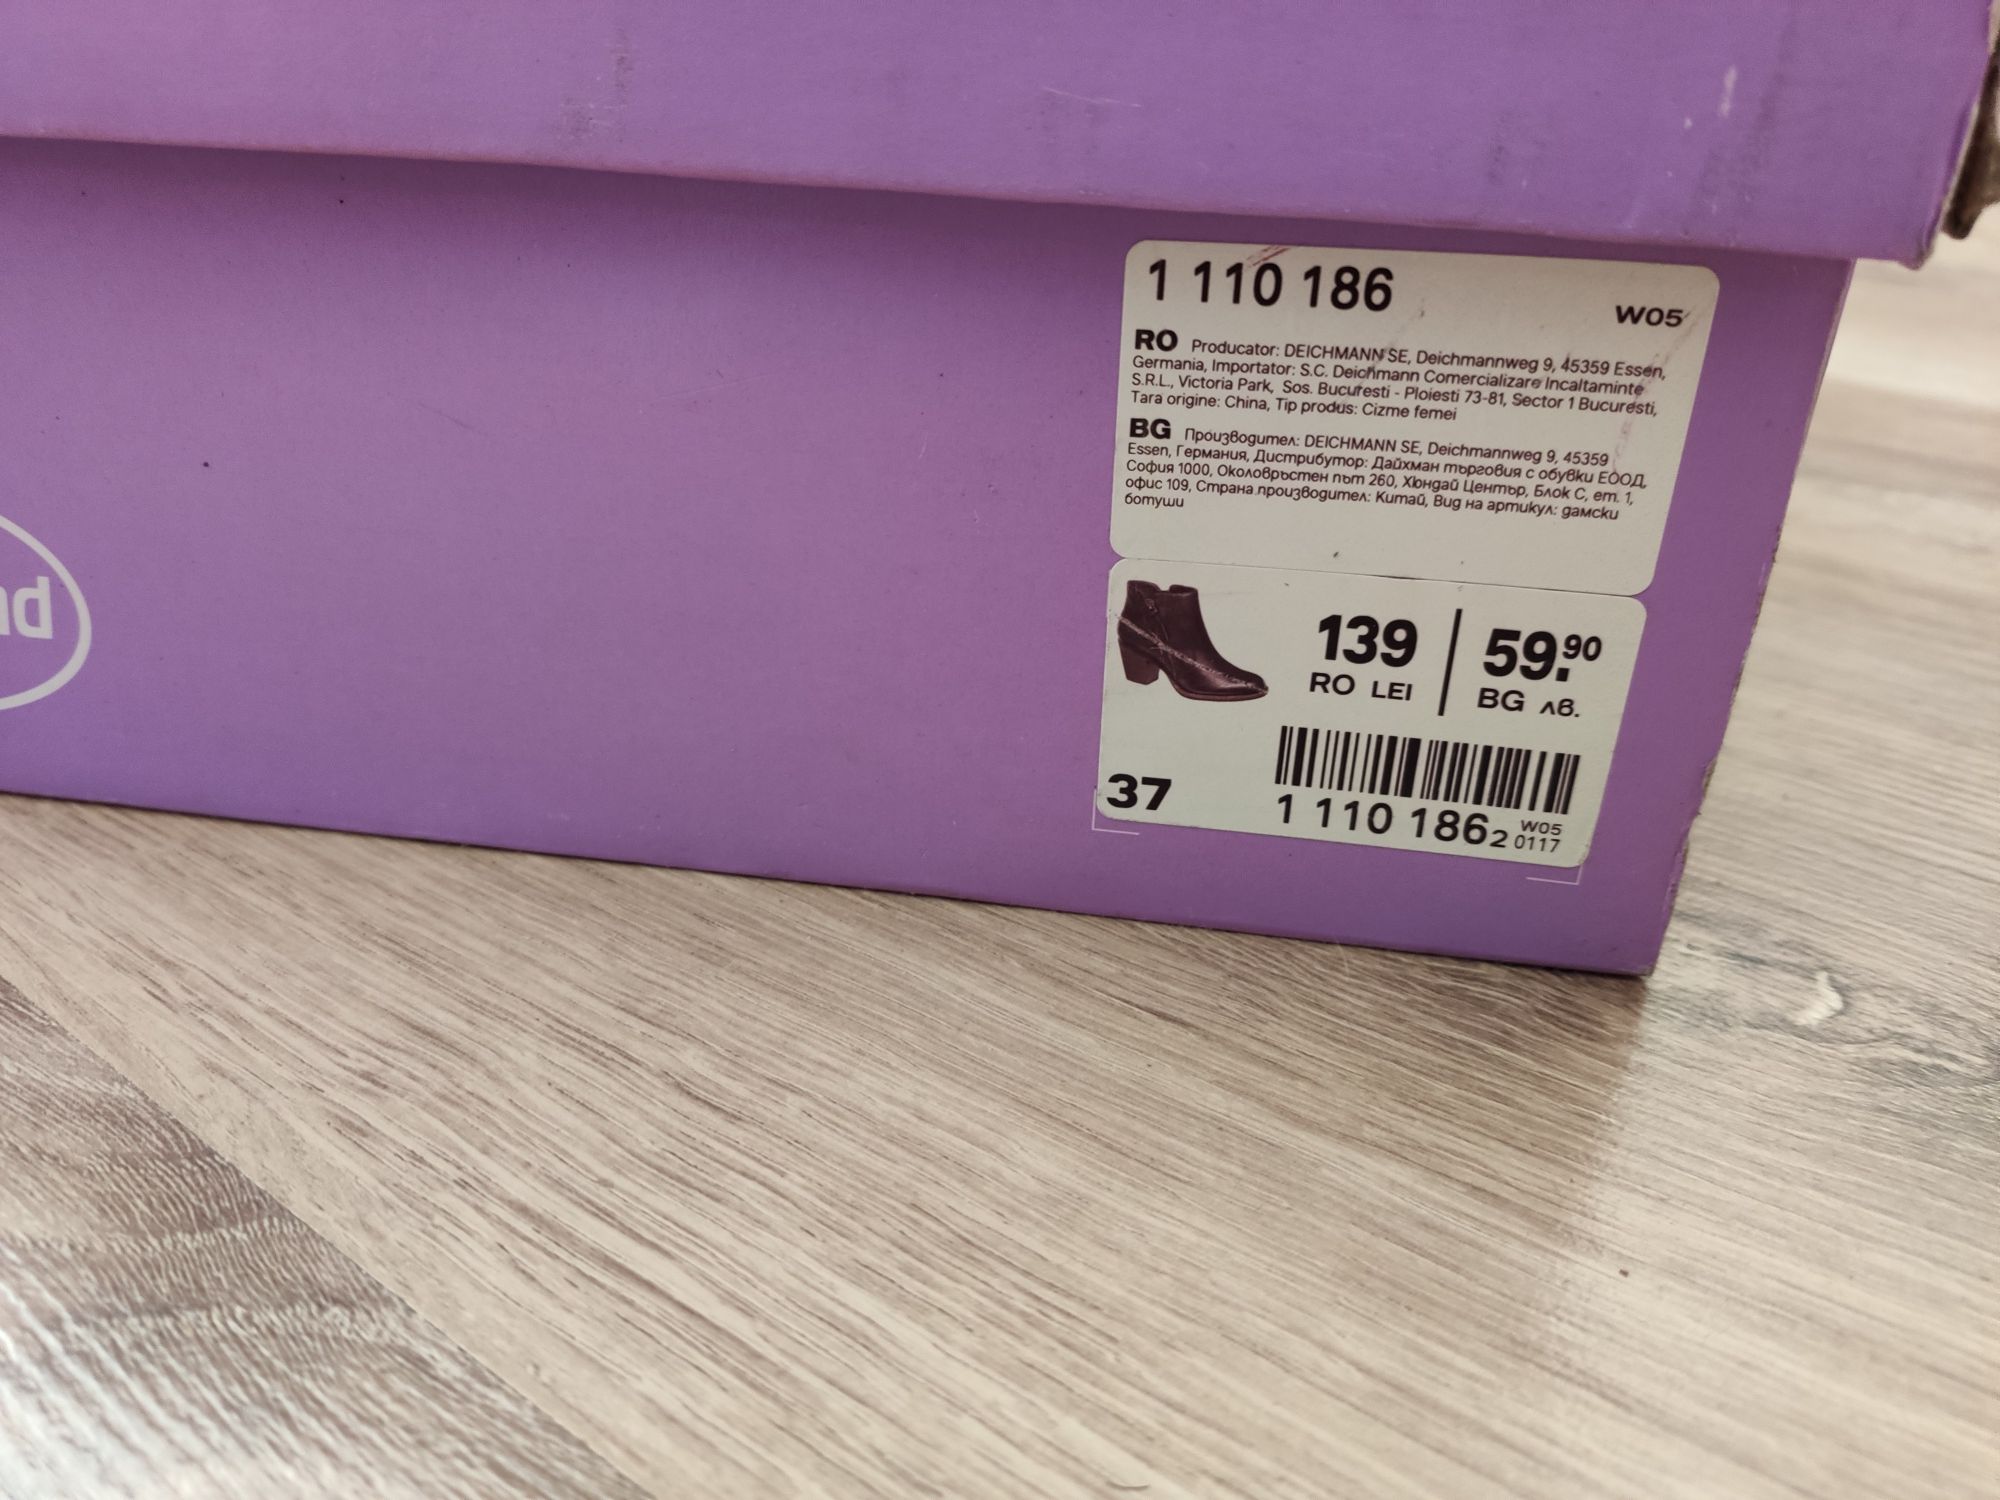 1 110 186
W05
RO Producator: DEICHMANN SE, Deichmannweg 9, 45359 Essen,
Germania, Importator: S.C. Deichmann Comercializare Incaltaminte
S.R.L., Victoria Park, Sos. Bucuresti - Ploiesti 73-81, Sector 1 Bucuresti,
Tara origine: China, Tip produs: Cizme femei
BG Производител: DEICHMANN SE, Deichmannweg 9, 45359
Essen, Германия, Дистрибутор: Дайхман търговия с обувки ЕООД,
София 1000, Околовръстен път 260, Хюндай Център, Блок С, ет. 1,
офис 109, Страна производител: Китай, Вид на артикул: дамски
ботуши
139
RO LEI
59.90
BG лв.
37
1 110 186 2
W05
0117